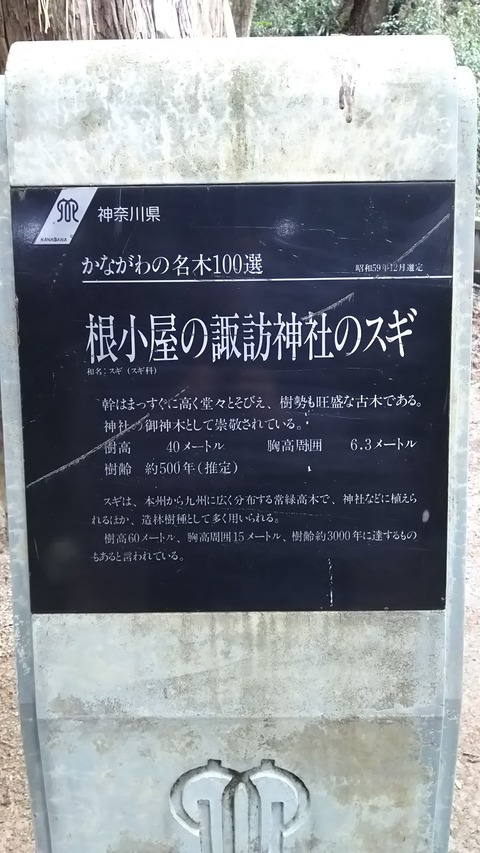 KANAGAWA
神奈川県
かながわの名木100選
昭和59年12月選定
根小屋の諏訪神社のスギ
和名:スギ(スギ科)
幹はまっすぐに高く堂々とそびえ、樹勢も旺盛な古木である。
神社の御神木として崇敬されている。
樹高 40メートル 胸高周囲 6.3メートル
樹齢 約500年(推定)
スギは、本州から九州に広く分布する常緑高木で、神社などに植えら
れるほか、造林樹種として多く用いられる。
樹高60メートル、胸高周囲15メートル、樹齢約3000年に達するもの
もあると言われている。